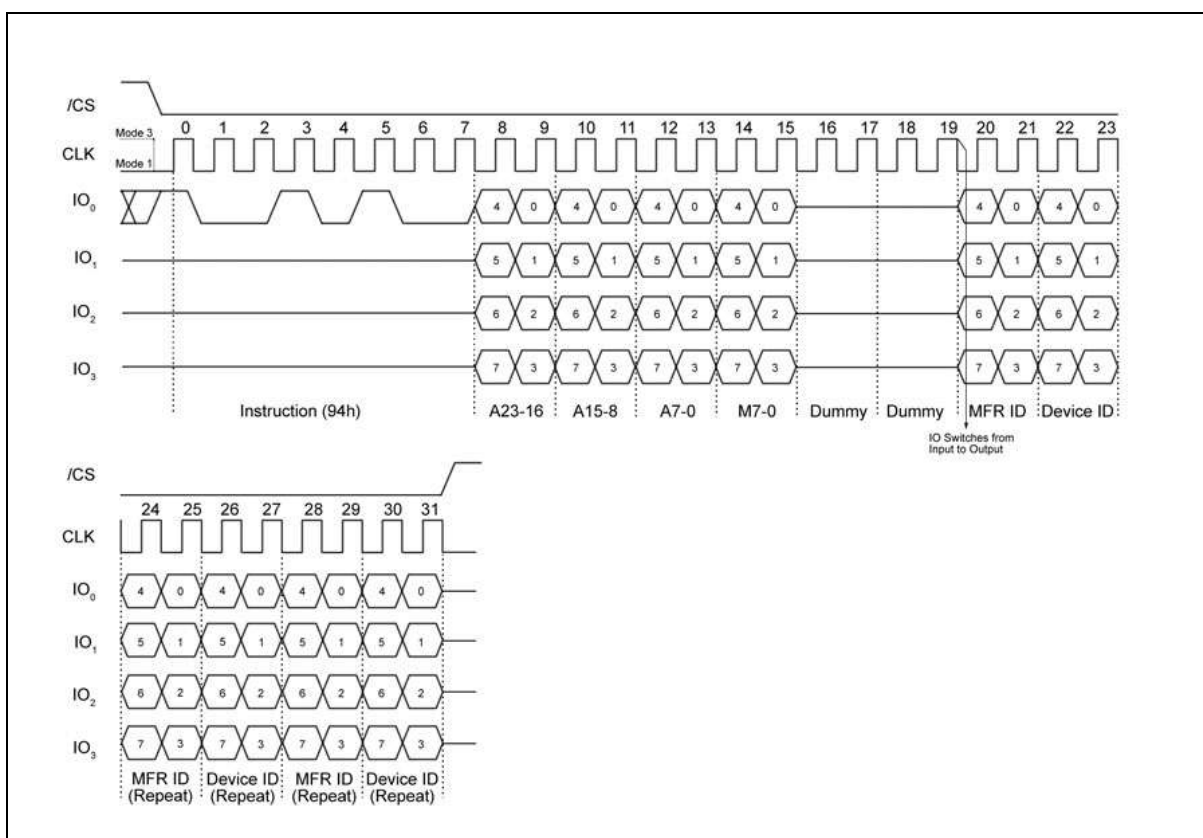 /CS
Mode 3 0 1 2 3 4 5 6 7 8 9 10 11 12 13 14 15 16 17 18 19 20 21 22 23
CLK
Mode 1
IO0 4 0 4 0 4 0 4 0 4 0 4 0
IO1 5 1 5 1 5 1 5 1 5 1 5 1
IO2 6 2 6 2 6 2 6 2 6 2 6 2
IO3 7 3 7 3 7 3 7 3 7 3 7 3
Instruction (94h) A23-16 A15-8 A7-0 M7-0 Dummy Dummy MFR ID Device ID
IO Switches from
Input to Output
/CS
24 25 26 27 28 29 30 31
CLK
IO0 4 0 4 0 4 0 4 0
IO1 5 1 5 1 5 1 5 1
IO2 6 2 6 2 6 2 6 2
IO3 7 3 7 3 7 3 7 3
MFR ID Device ID MFR ID Device ID
(Repeat) (Repeat) (Repeat) (Repeat)